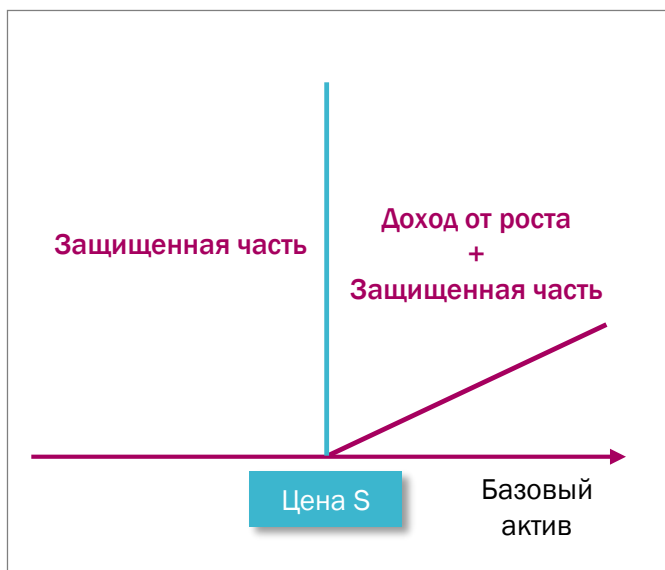 Защищенная часть
Доход от роста
+
Защищенная часть
Цена S
Базовый
актив